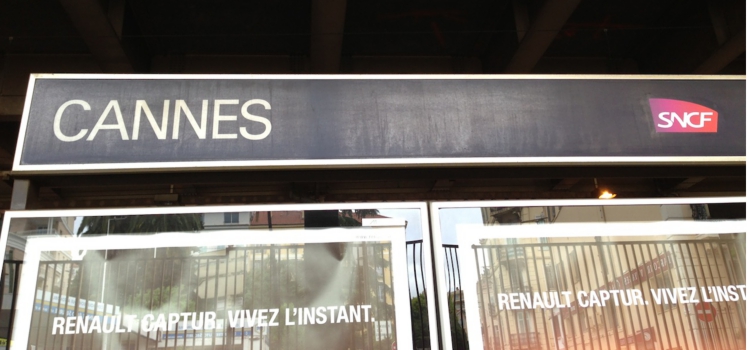 CANNES
SNCF
RENAULT CAPTUR. VIVEZ L'INSTANT.
RENAULT CAPTUR. VIVEZ L'INST